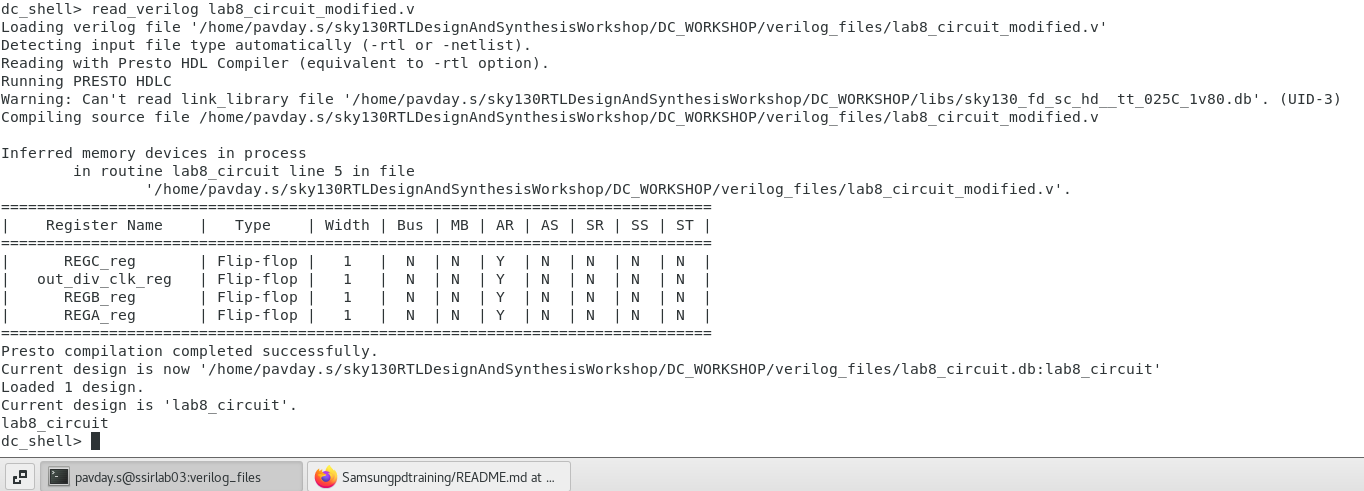 dc_shell> read_verilog lab8_circuit_modified.v
Loading verilog file '/home/pavday.s/sky130RTLDesignAndSynthesisWorkshop/DC_WORKSHOP/verilog_files/lab8_circuit_modified.v'
Detecting input file type automatically (-rtl or -netlist).
Reading with Presto HDL Compiler (equivalent to -rtl option).
Running PRESTO HDLC
Warning: Can't read link_library file '/home/pavday.s/sky130RTLDesignAndSynthesisWorkshop/DC_WORKSHOP/libs/sky130_fd_sc_hd__tt_025C_1v80.db'. (UID-3)
Compiling source file /home/pavday.s/sky130RTLDesignAndSynthesisWorkshop/DC_WORKSHOP/verilog_files/lab8_circuit_modified.v
Inferred memory devices in process
        in routine lab8_circuit line 5 in file
                '/home/pavday.s/sky130RTLDesignAndSynthesisWorkshop/DC_WORKSHOP/verilog_files/lab8_circuit_modified.v'.
===============================================================================
|    Register Name    |   Type    | Width | Bus | MB | AR | AS | SR | SS | ST |
===============================================================================
|      REGC_reg       | Flip-flop |   1   |  N  | N  | Y  | N  | N  | N  | N  |
|   out_div_clk_reg   | Flip-flop |   1   |  N  | N  | Y  | N  | N  | N  | N  |
|      REGB_reg       | Flip-flop |   1   |  N  | N  | Y  | N  | N  | N  | N  |
|      REGA_reg       | Flip-flop |   1   |  N  | N  | Y  | N  | N  | N  | N  |
===============================================================================
Presto compilation completed successfully.
Current design is now '/home/pavday.s/sky130RTLDesignAndSynthesisWorkshop/DC_WORKSHOP/verilog_files/lab8_circuit.db:lab8_circuit'
Loaded 1 design.
Current design is 'lab8_circuit'.
lab8_circuit
dc_shell>
pavday.s@ssirlab03:verilog_files
Samsungpdtraining/README.md at ...